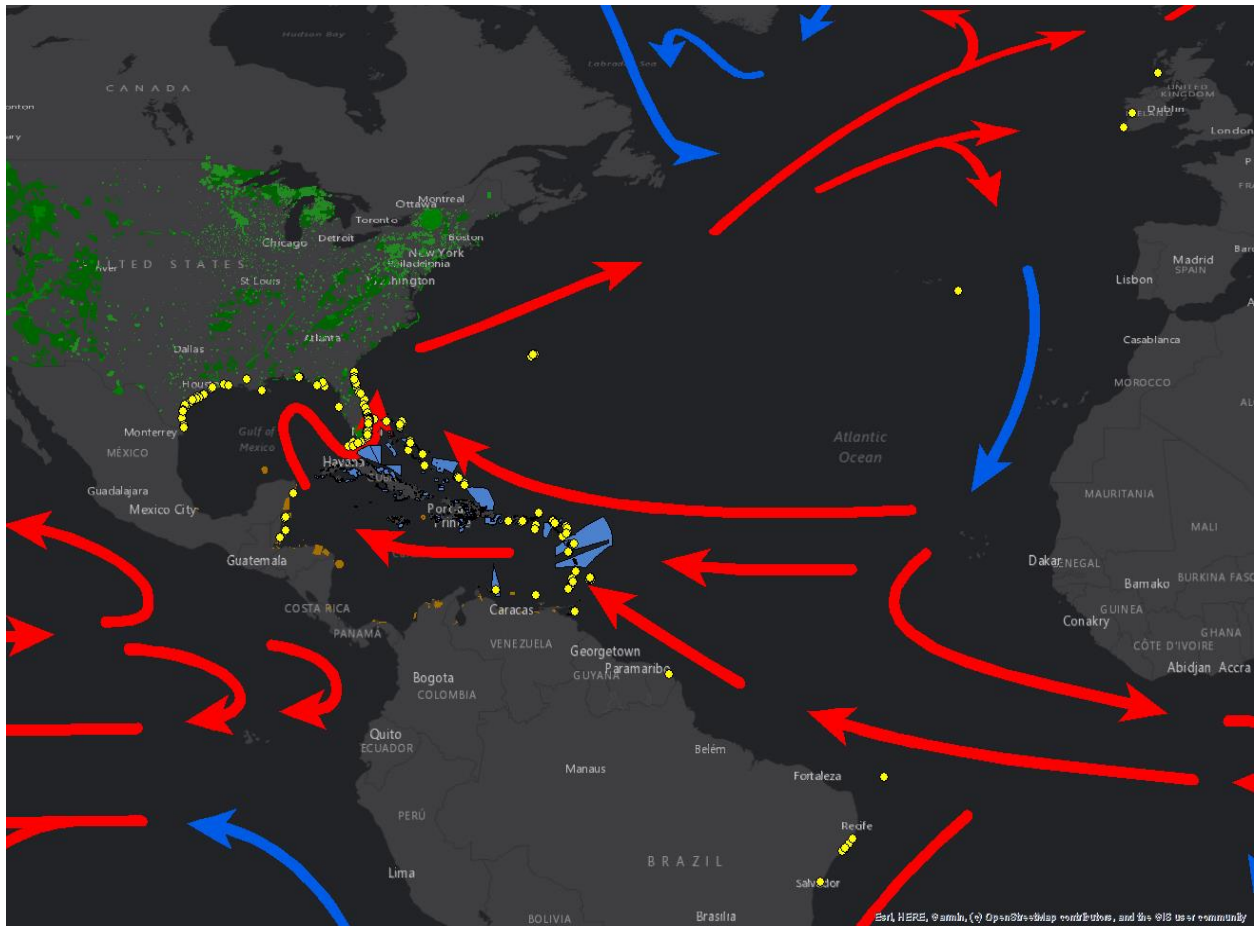 Hudson Bay
Labrador Sea
CANADA
UNITED
KINGDOM
Dublin
London
Ottawa
Montreal
Toronto
Chicago
Detroit
Boston
New York
Philadelphia
UNITED STATES
St Louis
Washington
Madrid
SPAIN
Lisbon
Atlanta
Dallas
Casablanca
MOROCCO
Monterrey
Gulf of
Mexico
MÉXICO
Atlantic
Ocean
Havana
Guadalajara
Mexico City
MAURITANIA
MALI
Guatemala
Dakar
Bamako
BURKINA FASO
Caracas
COSTA RICA
PANAMA
GUINEA
Conakry
GHANA
CÔTE D'IVOIRE
VENEZUELA
Georgetown
Paramaribo
GUYANA
Abidjan
Accra
Bogota
COLOMBIA
Quito
ECUADOR
Belém
Manaus
Fortaleza
PERÚ
Recife
Lima
BRAZIL
Salvador
BOLIVIA
Brasília
Esri, HERE, Garmin, (c) OpenStreetMap contributors, and the GIS user community